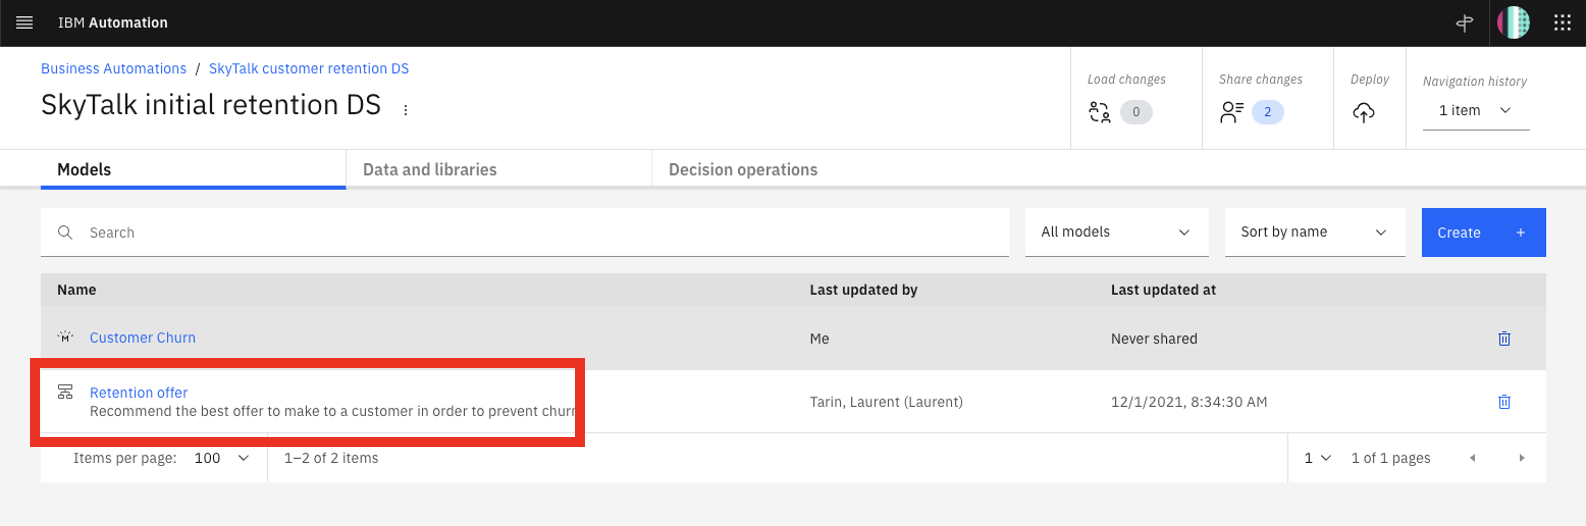 IBM Automation
Business Automations / SkyTalk customer retention DS
SkyTalk initial retention DS
Load changes
0
Share changes
2
Deploy
Navigation history
1 item
Models
Data and libraries
Decision operations
Search
All models
Sort by name
Create +
Name
Last updated by
Last updated at
M
Customer Churn
Me
Never shared
Retention offer
Recommend the best offer to make to a customer in order to prevent churn
Tarin, Laurent (Laurent)
12/1/2021, 8:34:30 AM
Items per page: 100
1–2 of 2 items
1
1 of 1 pages